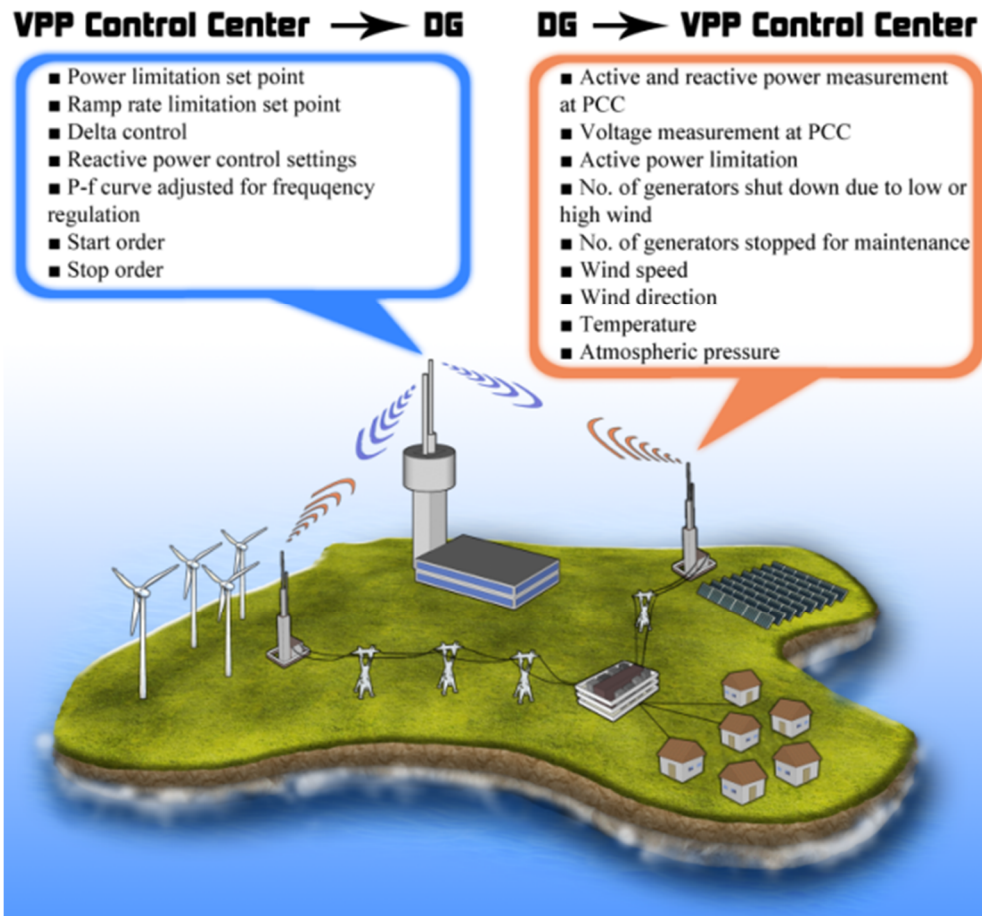 VPP Control Center → DG
■ Power limitation set point
■ Ramp rate limitation set point
■ Delta control
■ Reactive power control settings
■ P-f curve adjusted for frequqency
regulation
■ Start order
■ Stop order
DG → VPP Control Center
■ Active and reactive power measurement
at PCC
■ Voltage measurement at PCC
■ Active power limitation
■ No. of generators shut down due to low or
high wind
■ No. of generators stopped for maintenance
■ Wind speed
■ Wind direction
■ Temperature
■ Atmospheric pressure